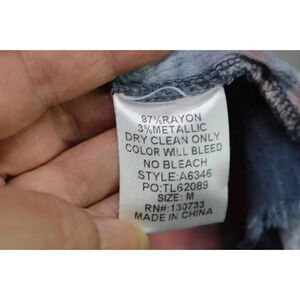 97%RAYON
3%METALLIC
DRY CLEAN ONLY
COLOR WILL BLEED
NO BLEACH
STYLE:A6346
PO:TL62089
SIZE: M
RN#:130733
MADE IN CHINA